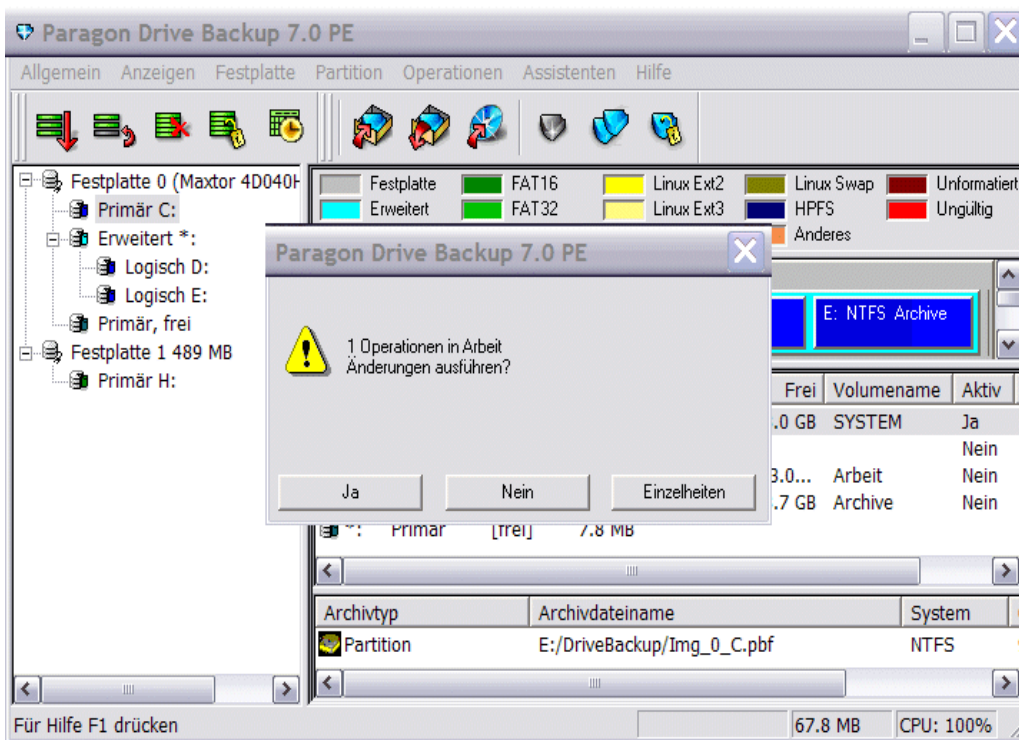 Paragon Drive Backup 7.0 PE
Allgemein Anzeigen Festplatte Partition Operationen Assistenten Hilfe
Festplatte 0 (Maxtor 4D040H
Primär C:
Erweitert *:
Logisch D:
Logisch E:
Primär, frei
Festplatte 1 489 MB
Primär H:
Festplatte FAT16 Linux Ext2 Linux Swap Unformatiert
Erweitert FAT32 Linux Ext3 HPFS Ungültig
Anderes
E: NTFS Archive
Paragon Drive Backup 7.0 PE
1 Operationen in Arbeit
Änderungen ausführen?
Ja Nein Einzelheiten
Frei Volumename Aktiv
.0 GB SYSTEM Ja
Nein
3.0... Arbeit Nein
.7 GB Archive Nein
*: Primär [frei] 7.8 MB
Archivtyp Archivdateiname System
Partition E:/DriveBackup/Img_0_C.pbf NTFS
Für Hilfe F1 drücken 67.8 MB CPU: 100%